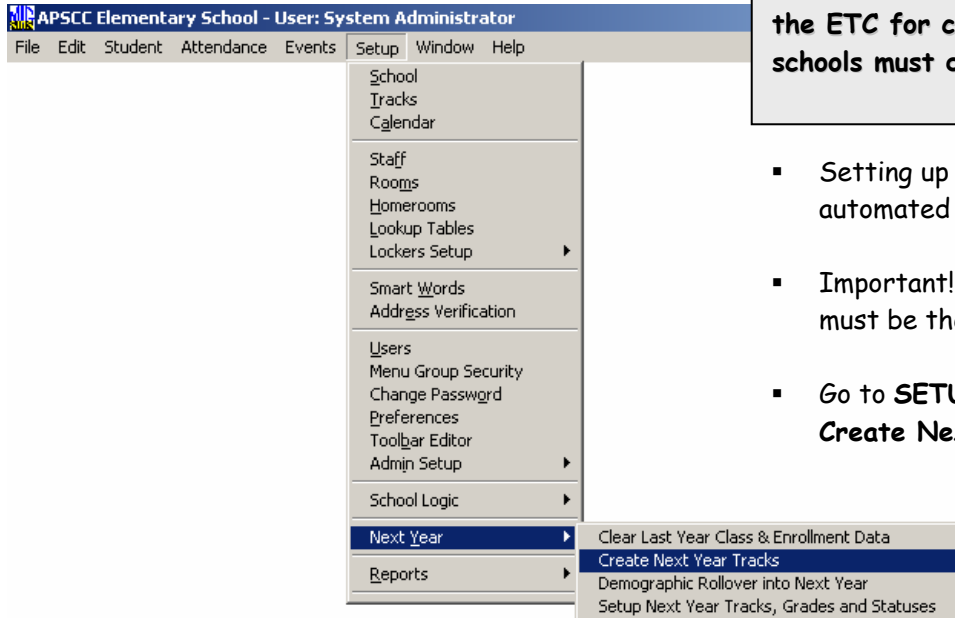 APSCC Elementary School - User: System Administrator
File Edit Student Attendance Events Setup Window Help
School
Tracks
Calendar
Staff
Rooms
Homerooms
Lookup Tables
Lockers Setup
Smart Words
Address Verification
Users
Menu Group Security
Change Password
Preferences
Toolbar Editor
Admin Setup
School Logic
Next Year
Reports
Clear Last Year Class & Enrollment Data
Create Next Year Tracks
Demographic Rollover into Next Year
Setup Next Year Tracks, Grades and Statuses
the ETC for
schools must
▪ Setting up
automated
▪ Important!
must be
▪ Go to
Create